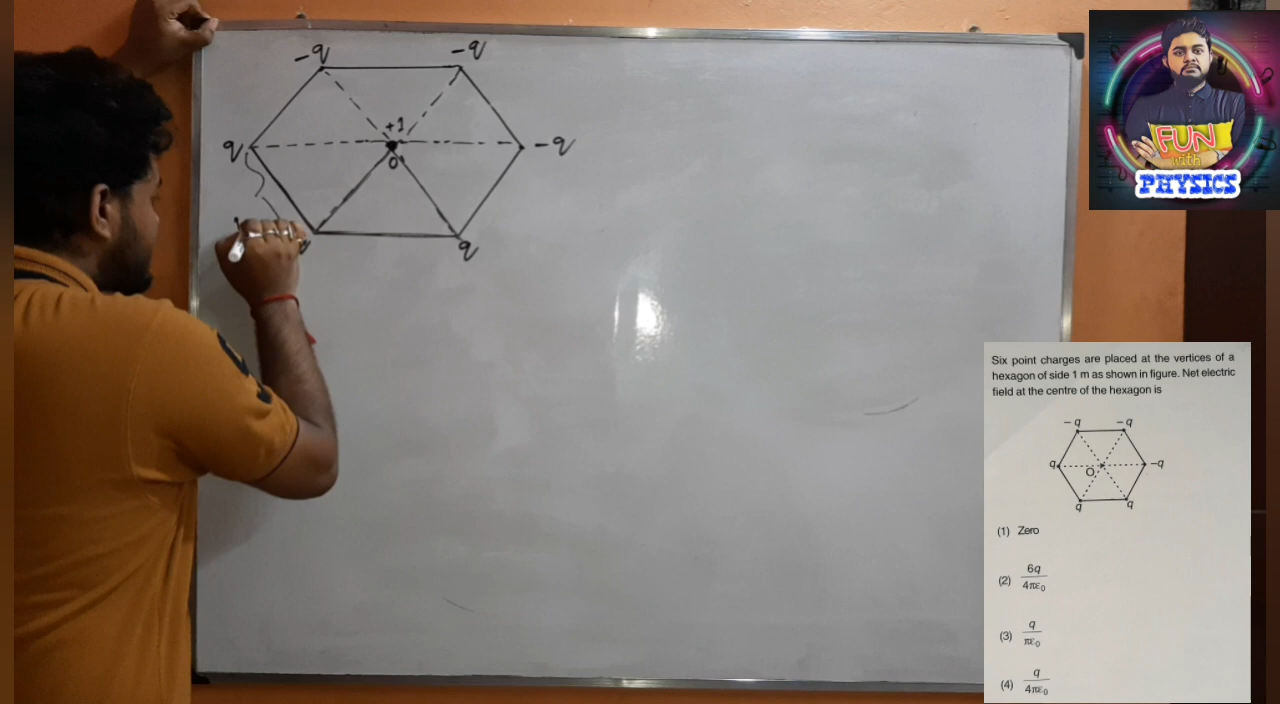 -q
-q
+1
q
-q
O
q
FUN
with
PHYSICS
Six point charges are placed at the vertices of a
hexagon of side 1 m as shown in figure. Net electric
field at the centre of the hexagon is
- q
- q
q
O
-q
q
q
(1) Zero
(2) 6q / 4πε0
(3) q / πε0
(4) q / 4πε0